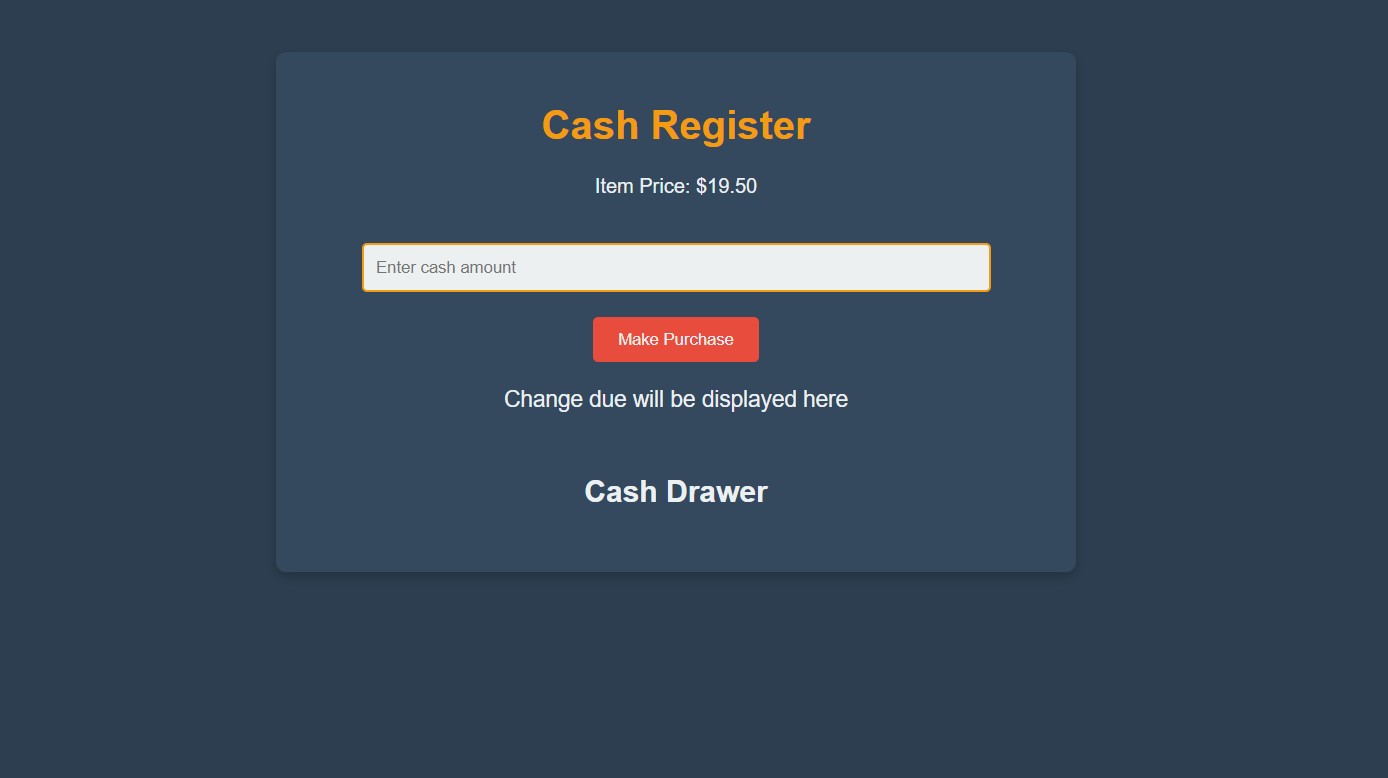 Cash Register
Item Price: $19.50
Enter cash amount
Make Purchase
Change due will be displayed here
Cash Drawer